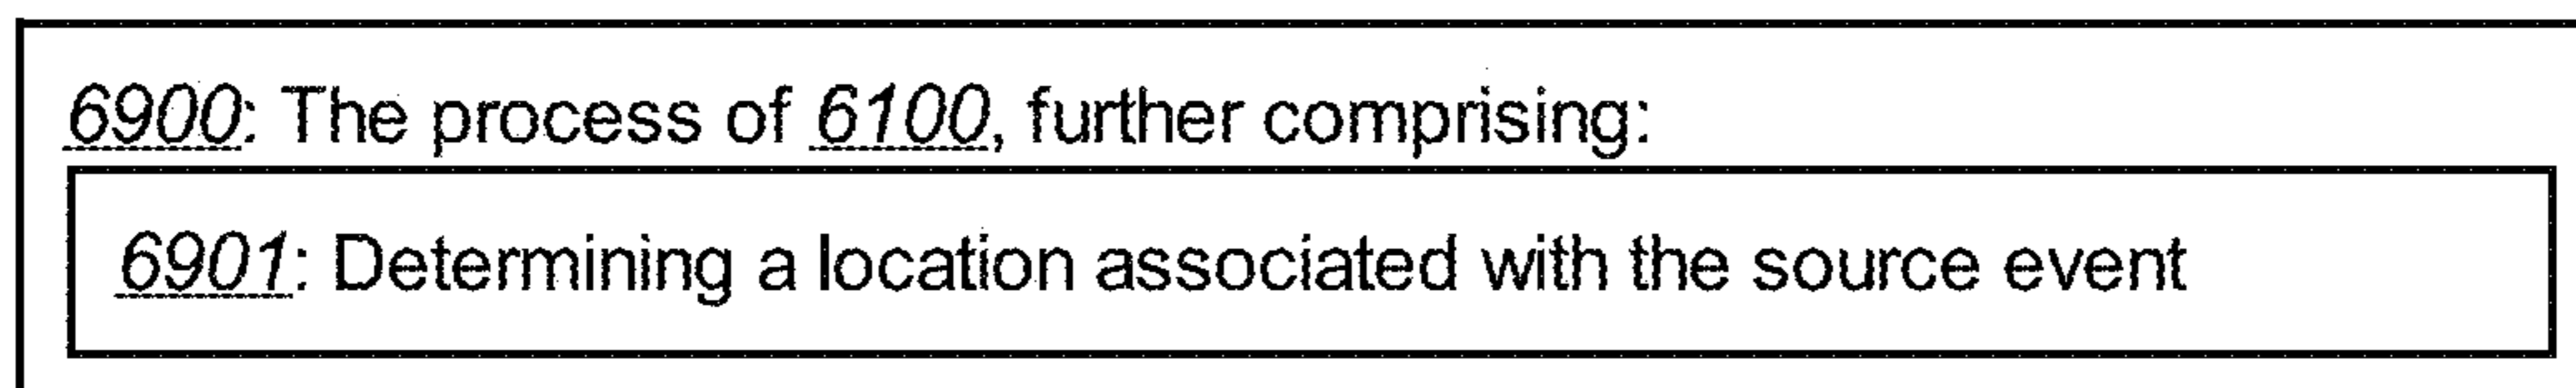 6900: The process of 6100, further comprising:
6901: Determining a location associated with the source event